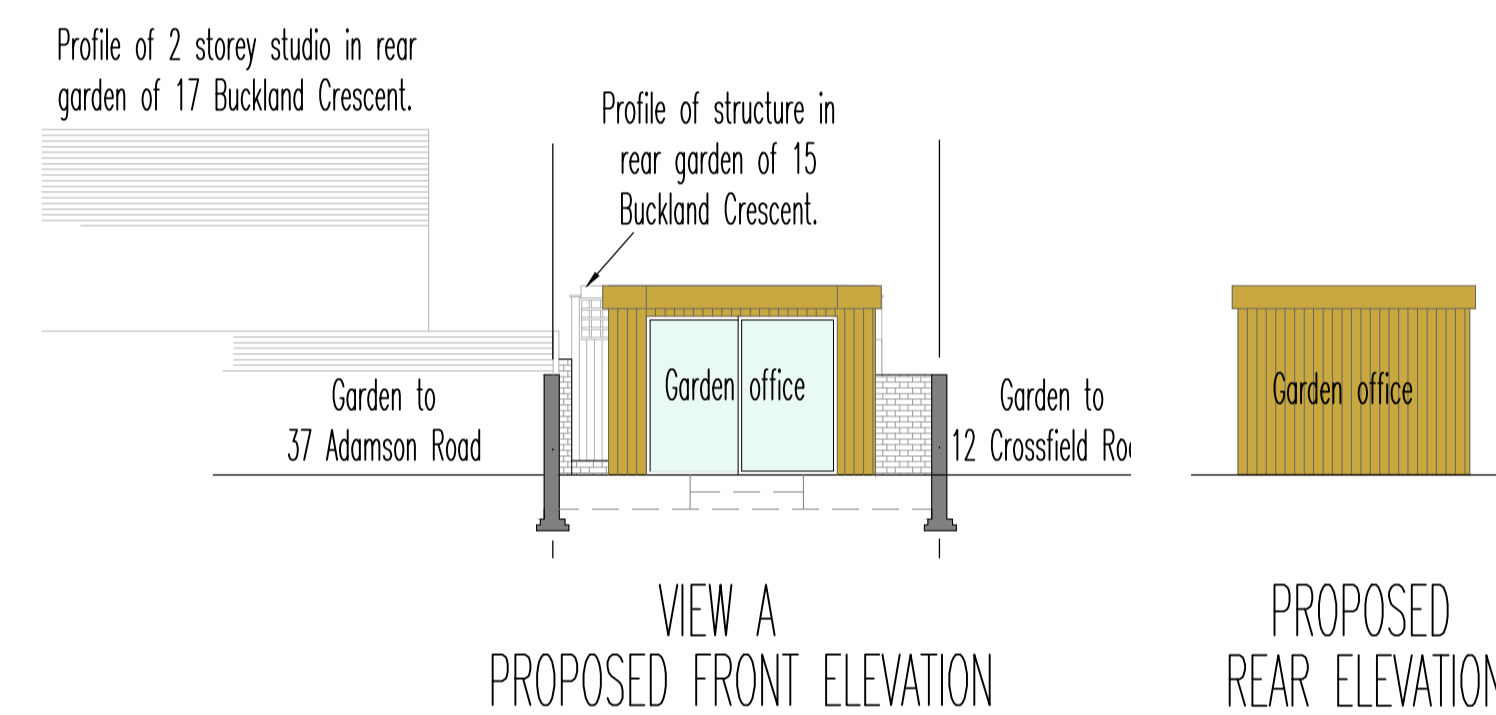 Profile of 2 storey studio in rear
garden of 17 Buckland Crescent.
Profile of structure in
rear garden of 15
Buckland Crescent.
Garden to
37 Adamson Road
Garden office
Garden to
12 Crossfield
Garden office
VIEW A
PROPOSED FRONT ELEVATION
PROPOSED
REAR ELEVATION